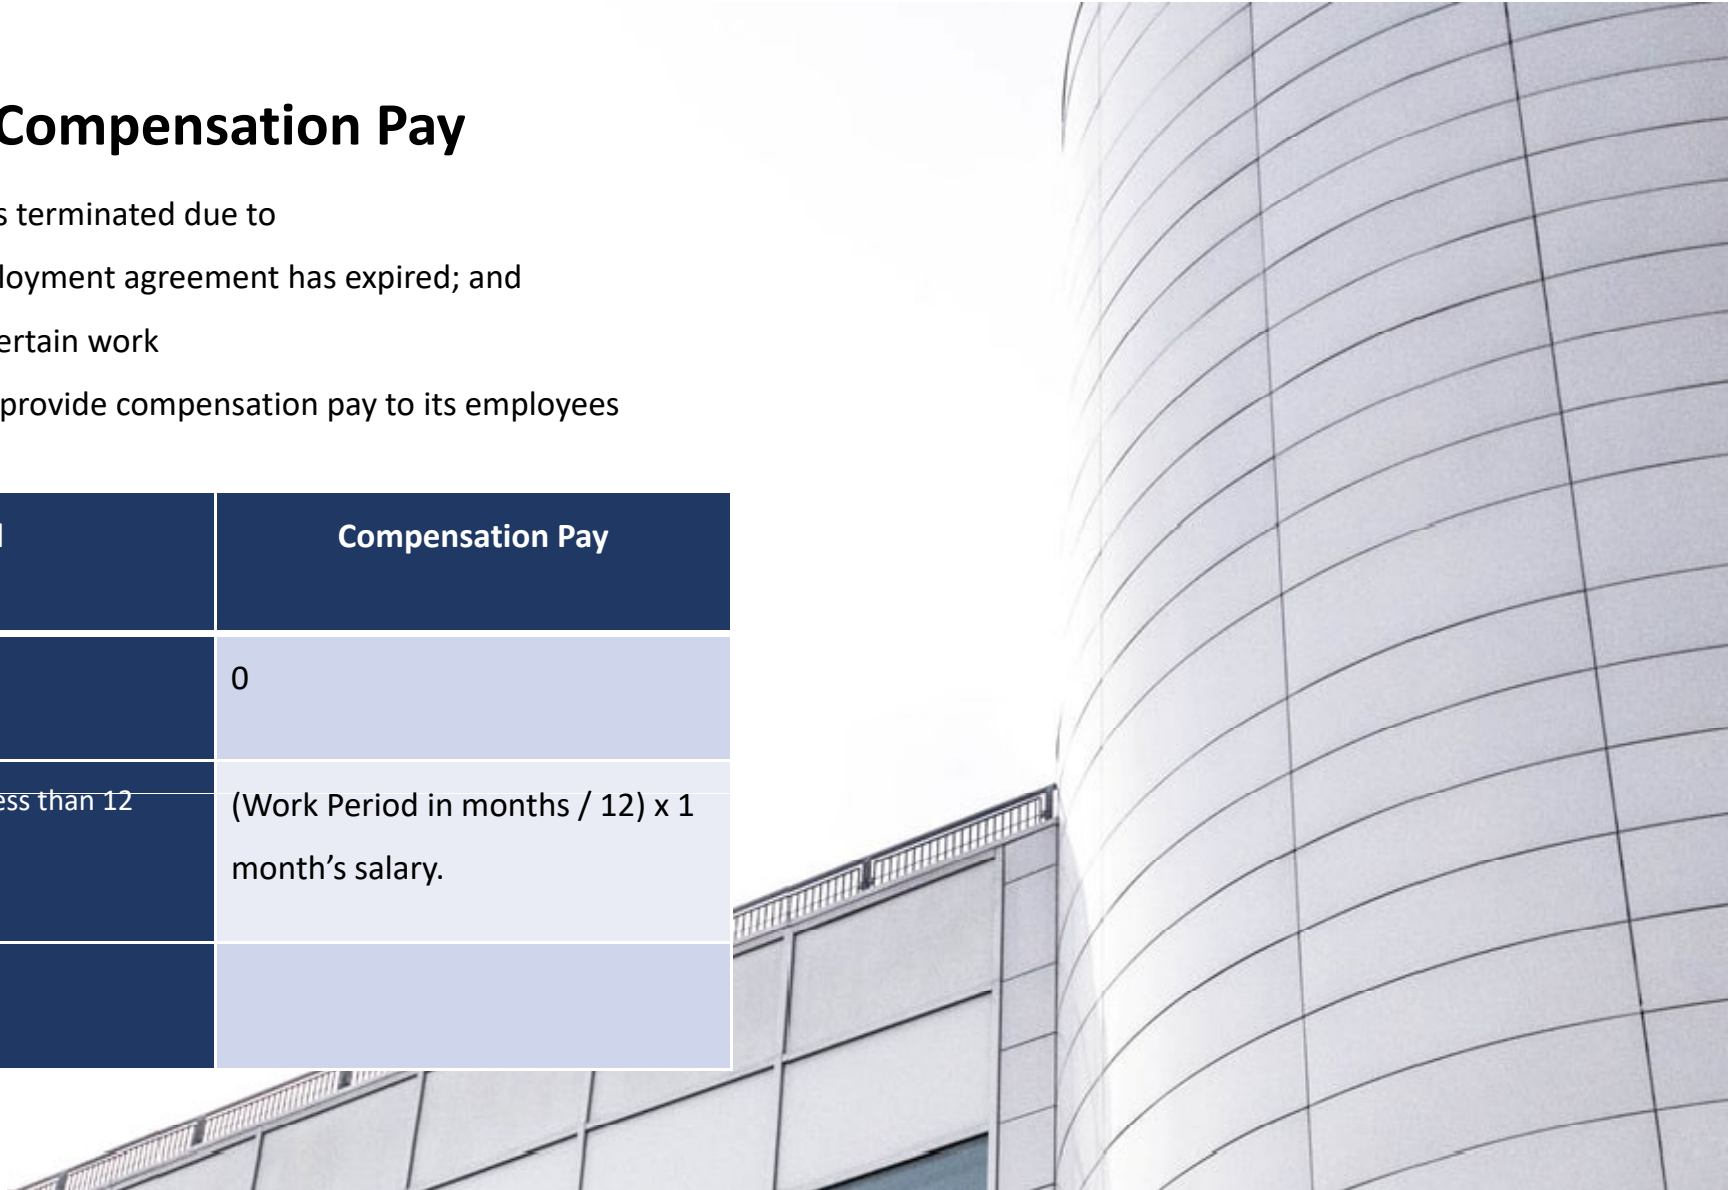 Compensation Pay
s terminated due to
loyment agreement has expired; and
ertain work
provide compensation pay to its employees
Compensation Pay
0
ess than 12
(Work Period in months / 12) x 1
month’s salary.